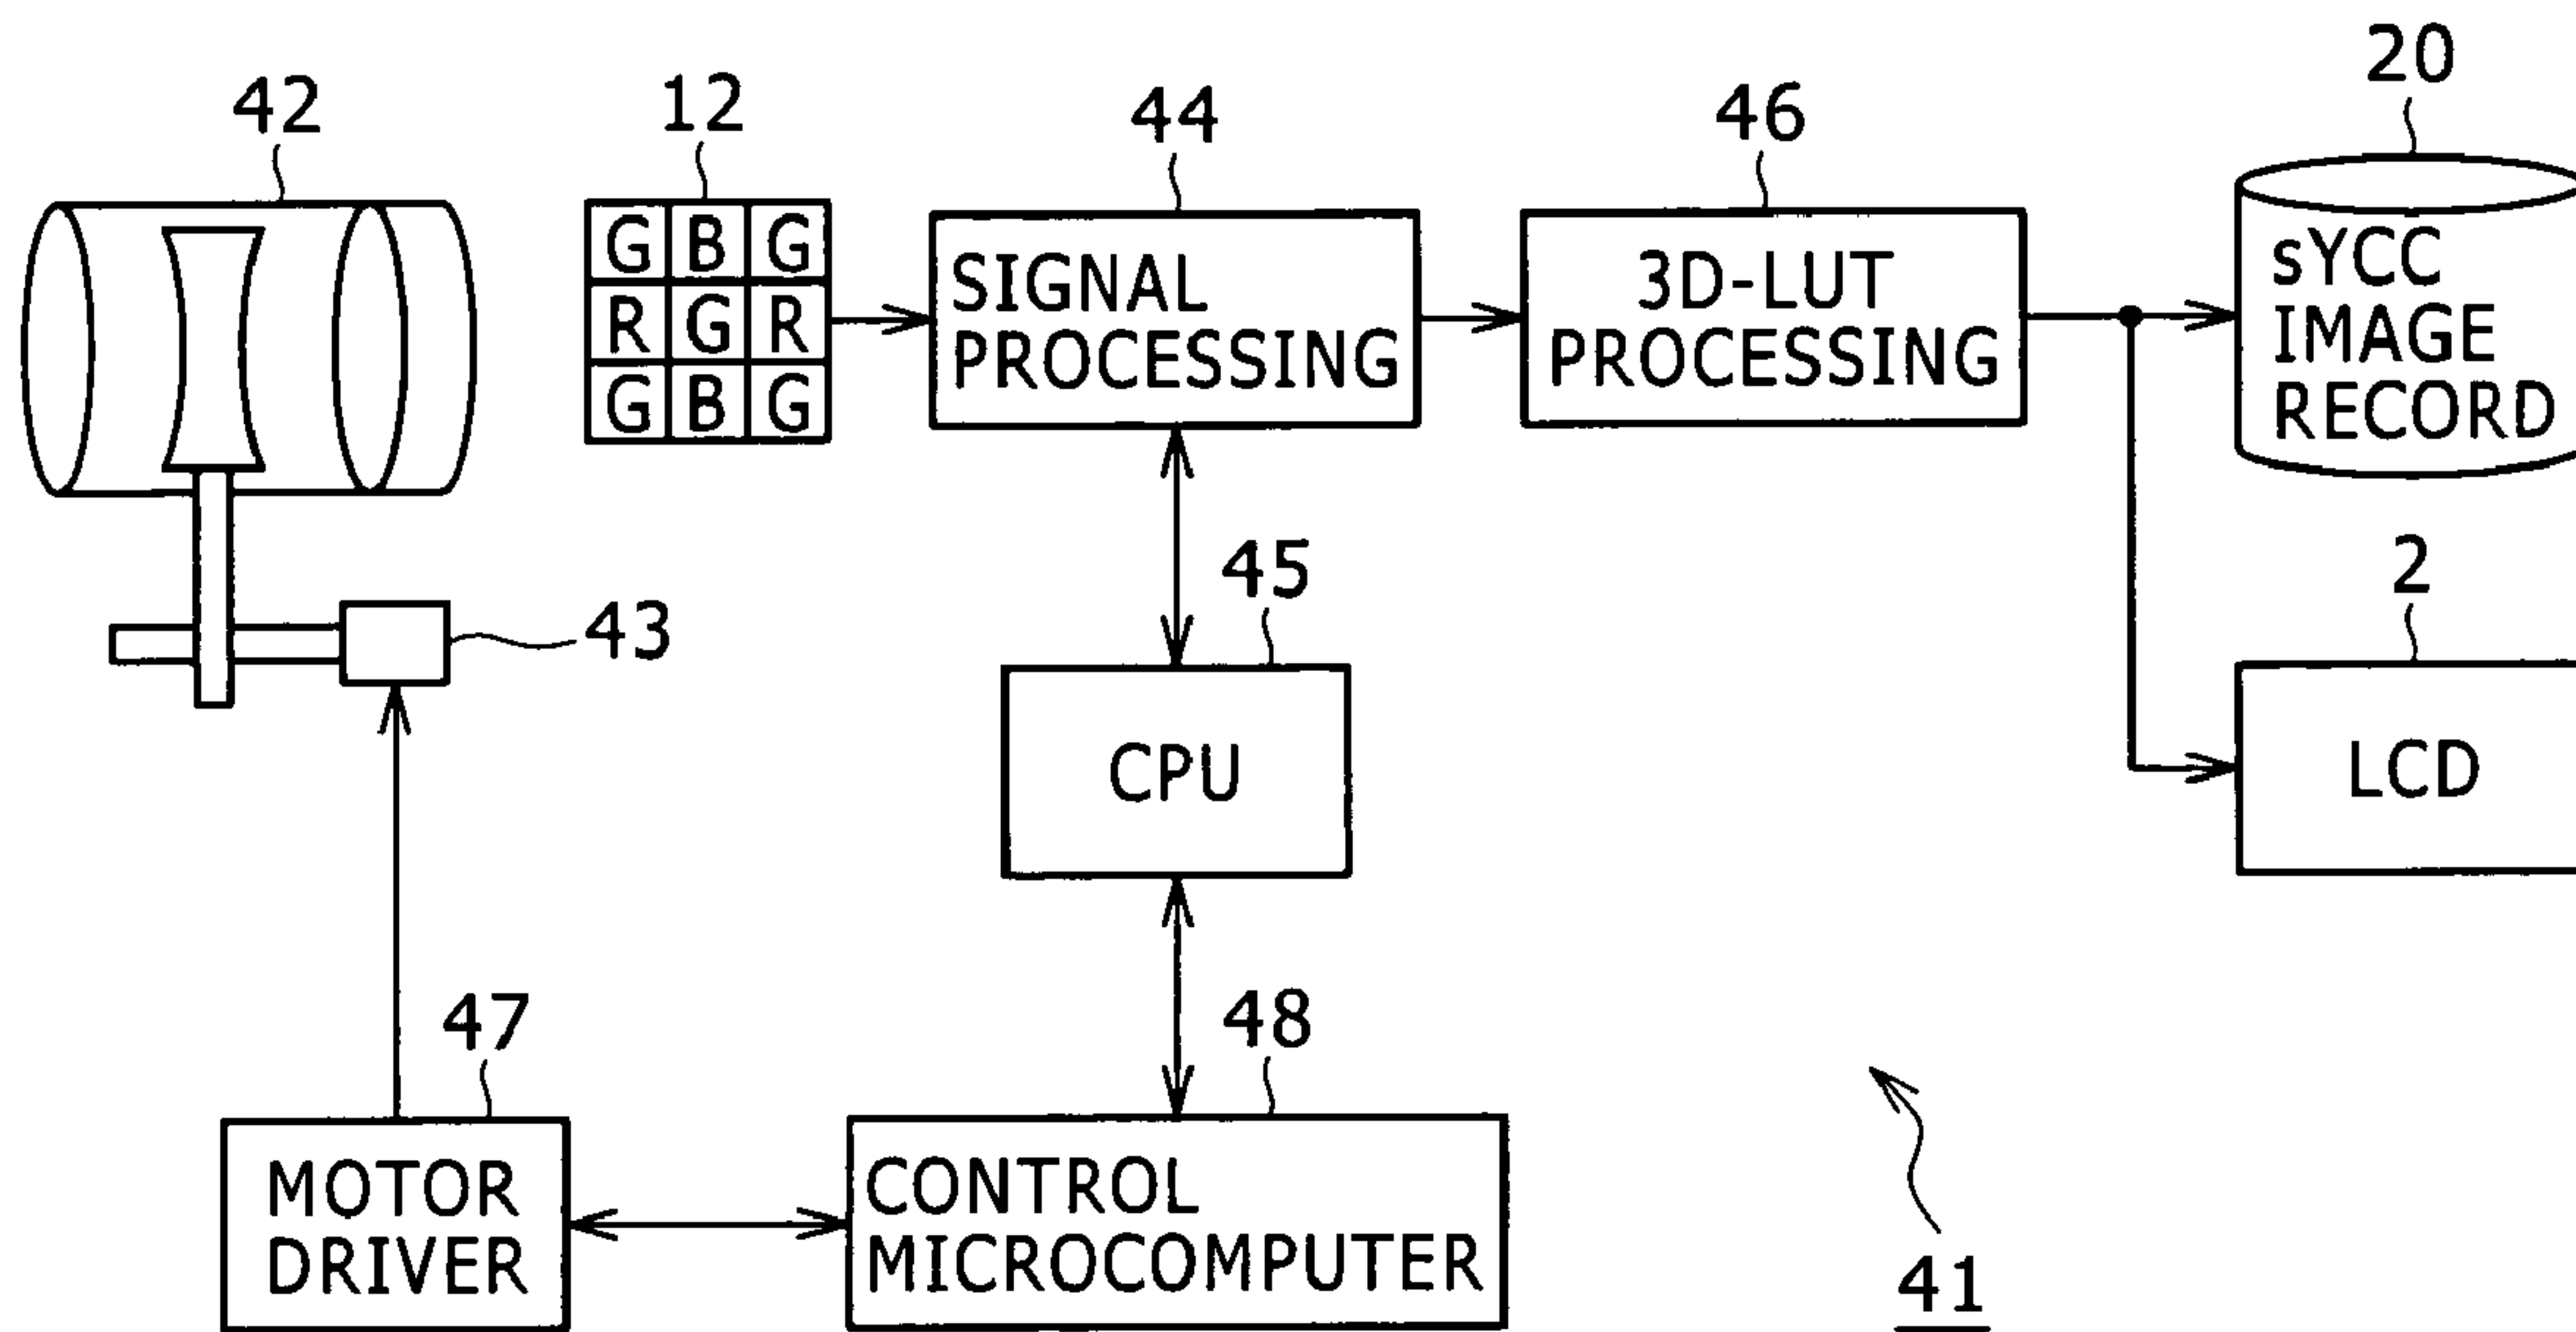 42
12
44
46
20
G B G
R G R
G B G
SIGNAL
PROCESSING
3D-LUT
PROCESSING
sYCC
IMAGE
RECORD
43
45
2
CPU
LCD
47
48
MOTOR
DRIVER
CONTROL
MICROCOMPUTER
41